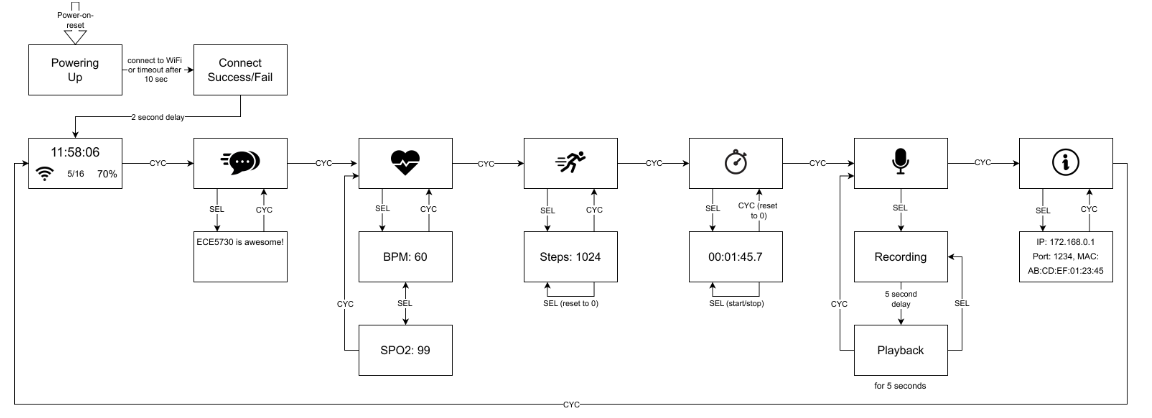 Power-on-
reset
Powering
Up
connect to WiFi
or timeout after
10 sec
Connect
Success/Fail
2 second delay
11:58:06
5/16 70%
CYC
CYC
CYC
CYC
CYC
CYC
SEL
CYC
ECE5730 is awesome!
SEL
CYC
BPM: 60
SEL
CYC
SPO2: 99
SEL
CYC
Steps: 1024
SEL (reset to 0)
SEL
CYC (reset
to 0)
00:01:45.7
SEL (start/stop)
SEL
Recording
5 second
delay
CYC
SEL
Playback
for 5 seconds
SEL
CYC
IP: 172.168.0.1
Port: 1234, MAC:
AB:CD:EF:01:23:45
CYC